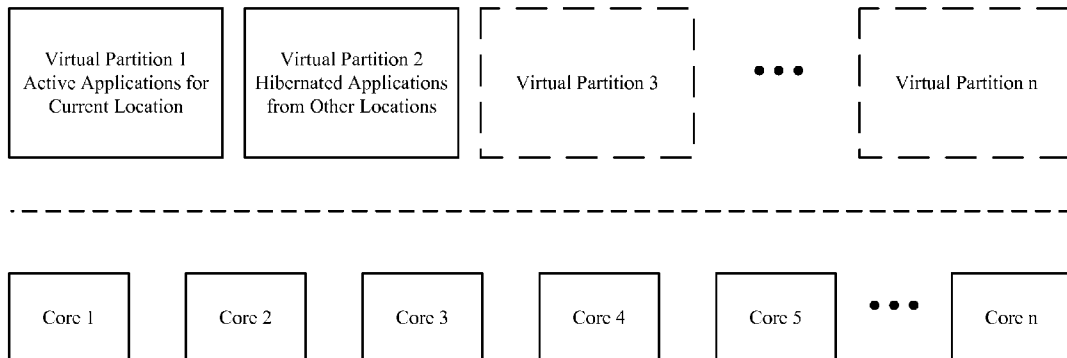 Virtual Partition 1
Active Applications for
Current Location
Virtual Partition 2
Hibernated Applications
from Other Locations
Virtual Partition 3
Virtual Partition n
Core 1
Core 2
Core 3
Core 4
Core 5
Core n